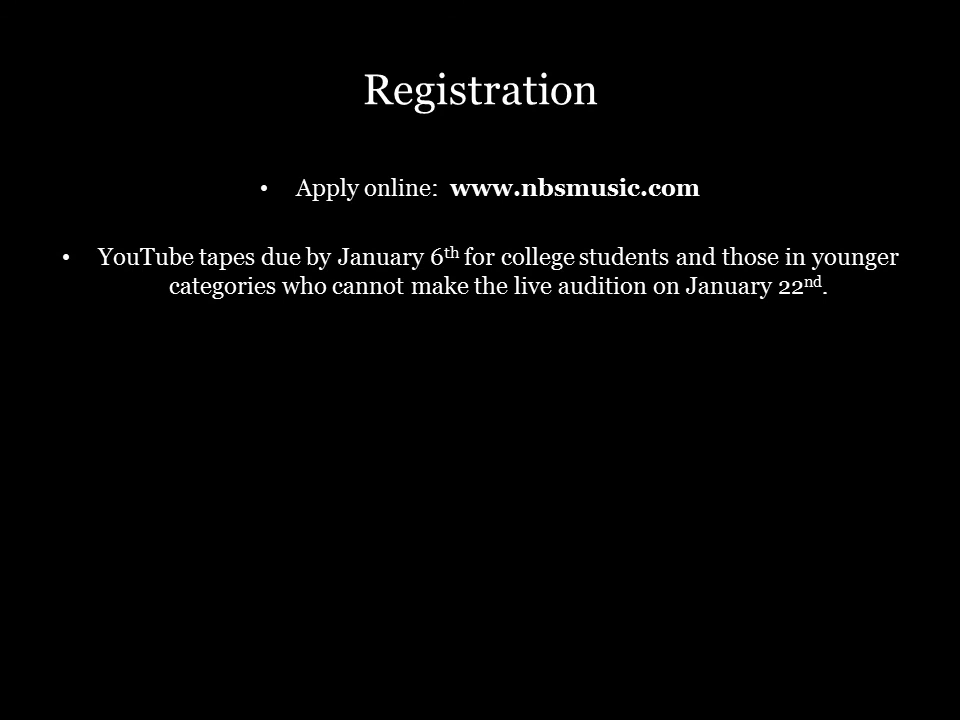 Registration
• Apply online: www.nbsmusic.com
• YouTube tapes due by January 6th for college students and those in younger
categories who cannot make the live audition on January 22nd.